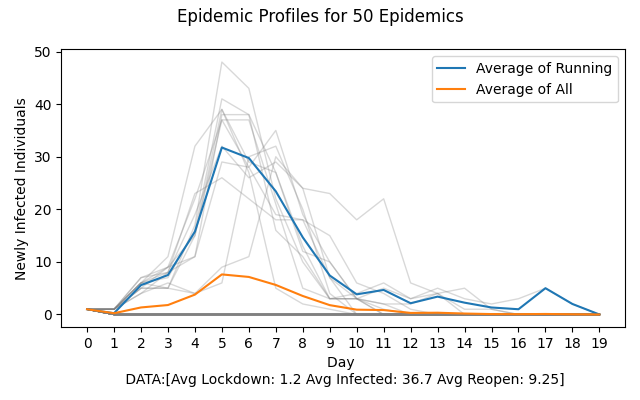 Epidemic Profiles for 50 Epidemics
Newly Infected Individuals
50
40
30
20
10
0
Average of Running
Average of All
0 1 2 3 4 5 6 7 8 9 10 11 12 13 14 15 16 17 18 19
Day
DATA:[Avg Lockdown: 1.2 Avg Infected: 36.7 Avg Reopen: 9.25]